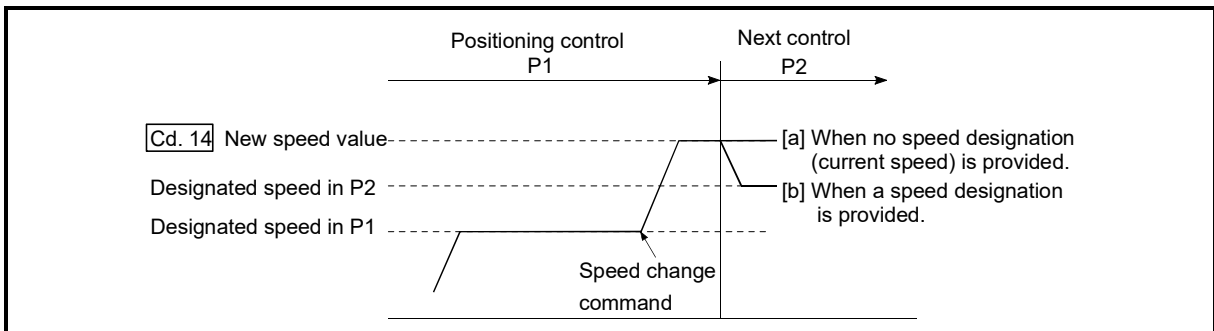 Positioning control
P1
Next control
P2
Cd. 14 New speed value
Designated speed in P2
Designated speed in P1
[a] When no speed designation
(current speed) is provided.
[b] When a speed designation
is provided.
Speed change
command